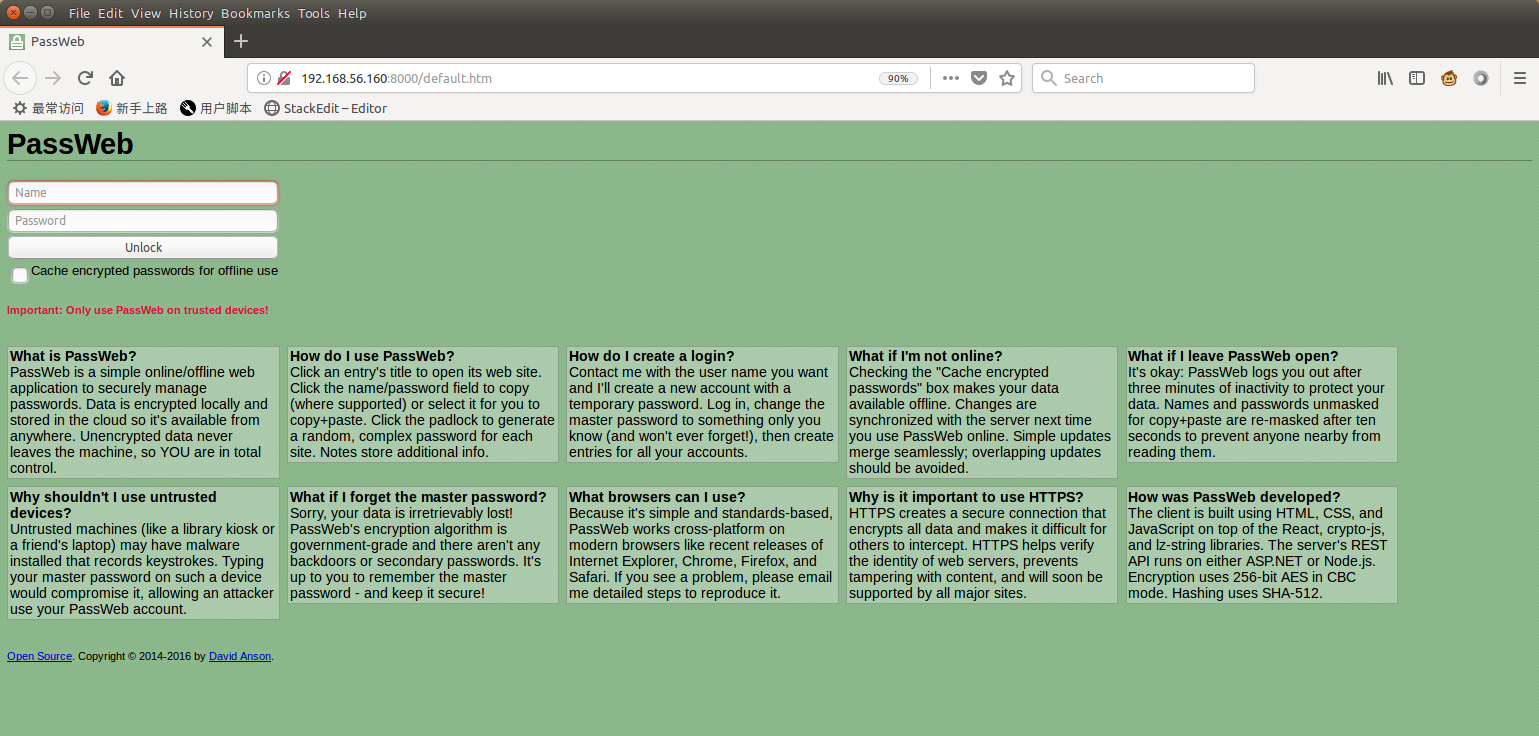 File Edit View History Bookmarks Tools Help
PassWeb
192.168.56.160:8000/default.htm
90%
Search
最常访问
新手上路
用户脚本
StackEdit – Editor
PassWeb
Name
Password
Unlock
Cache encrypted passwords for offline use
Important: Only use PassWeb on trusted devices!
What is PassWeb?
PassWeb is a simple online/offline web
application to securely manage
passwords. Data is encrypted locally and
stored in the cloud so it's available from
anywhere. Unencrypted data never
leaves the machine, so YOU are in total
control.
How do I use PassWeb?
Click an entry's title to open its web site.
Click the name/password field to copy
(where supported) or select it for you to
copy+paste. Click the padlock to generate
a random, complex password for each
site. Notes store additional info.
How do I create a login?
Contact me with the user name you want
and I'll create a new account with a
temporary password. Log in, change the
master password to something only you
know (and won't ever forget!), then create
entries for all your accounts.
What if I'm not online?
Checking the "Cache encrypted
passwords" box makes your data
available offline. Changes are
synchronized with the server next time
you use PassWeb online. Simple updates
merge seamlessly; overlapping updates
should be avoided.
What if I leave PassWeb open?
It's okay: PassWeb logs you out after
three minutes of inactivity to protect your
data. Names and passwords unmasked
for copy+paste are re-masked after ten
seconds to prevent anyone nearby from
reading them.
Why shouldn't I use untrusted
devices?
Untrusted machines (like a library kiosk or
a friend's laptop) may have malware
installed that records keystrokes. Typing
your master password on such a device
would compromise it, allowing an attacker
use your PassWeb account.
What if I forget the master password?
Sorry, your data is irretrievably lost!
PassWeb's encryption algorithm is
government-grade and there aren't any
backdoors or secondary passwords. It's
up to you to remember the master
password - and keep it secure!
What browsers can I use?
Because it's simple and standards-based,
PassWeb works cross-platform on
modern browsers like recent releases of
Internet Explorer, Chrome, Firefox, and
Safari. If you see a problem, please email
me detailed steps to reproduce it.
Why is it important to use HTTPS?
HTTPS creates a secure connection that
encrypts all data and makes it difficult for
others to intercept. HTTPS helps verify
the identity of web servers, prevents
tampering with content, and will soon be
supported by all major sites.
How was PassWeb developed?
The client is built using HTML, CSS, and
JavaScript on top of the React, crypto-js,
and lz-string libraries. The server's REST
API runs on either ASP.NET or Node.js.
Encryption uses 256-bit AES in CBC
mode. Hashing uses SHA-512.
Open Source. Copyright © 2014-2016 by David Anson.